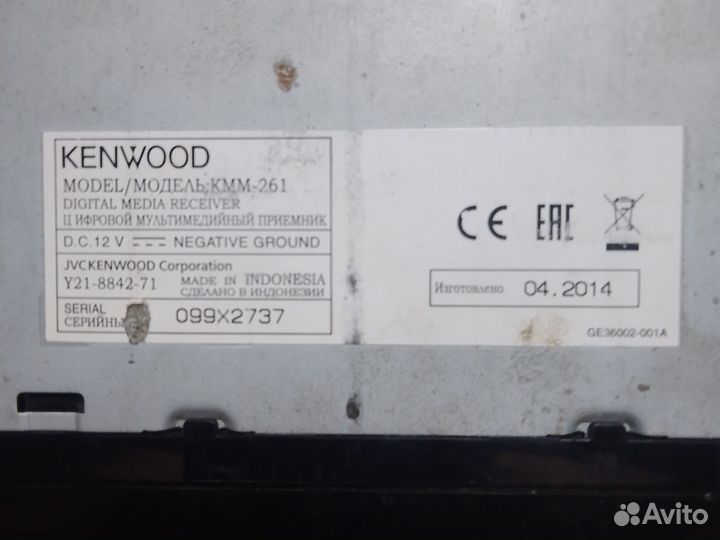 KENWOOD
MODEL/МОДЕЛЬ:KMM-261
DIGITAL MEDIA RECEIVER
Ц ИФРОВОЙ МУЛЬТИМЕДИЙНЫЙ ПРИЕМНИК
D.C.12 V NEGATIVE GROUND
JVCKENWOOD Corporation
Y21-8842-71 MADE IN INDONESIA
СДЕЛАНО В ИНДОНЕЗИИ
SERIAL
СЕРИЙНЫ
099X2737
CE EAC
Изготовлено 04.2014
GE36002-001A
Avito